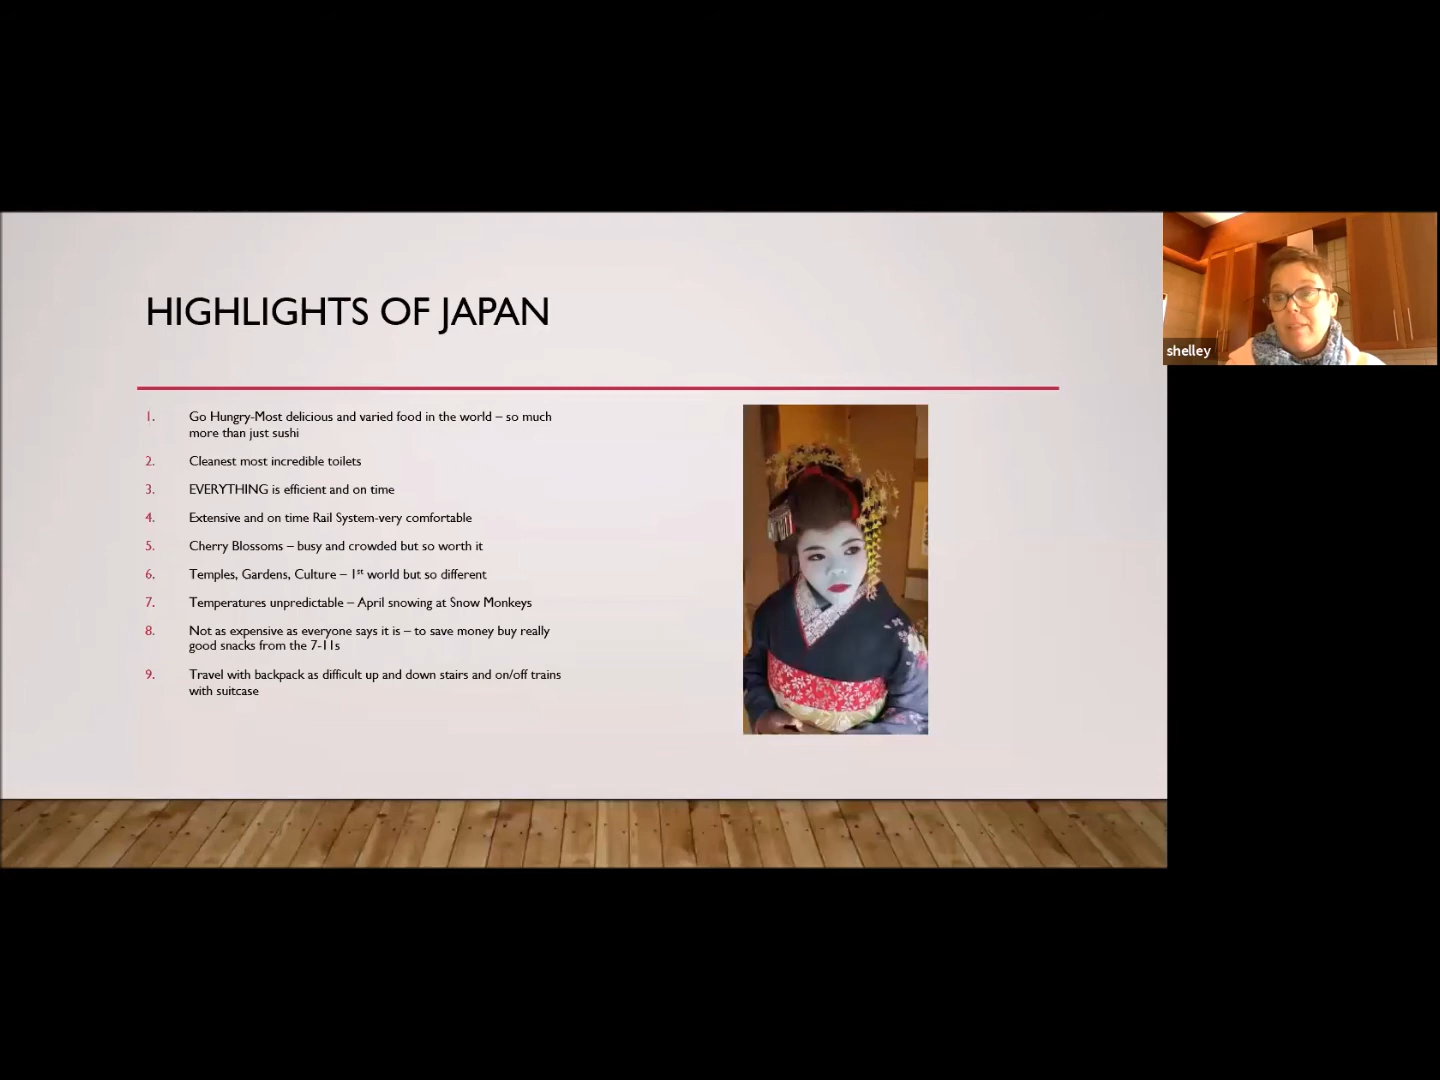 HIGHLIGHTS OF JAPAN
1. Go Hungry-Most delicious and varied food in the world – so much
more than just sushi
2. Cleanest most incredible toilets
3. EVERYTHING is efficient and on time
4. Extensive and on time Rail System-very comfortable
5. Cherry Blossoms – busy and crowded but so worth it
6. Temples, Gardens, Culture – 1st world but so different
7. Temperatures unpredictable – April snowing at Snow Monkeys
8. Not as expensive as everyone says it is – to save money buy really
good snacks from the 7-11s
9. Travel with backpack as difficult up and down stairs and on/off trains
with suitcase
shelley